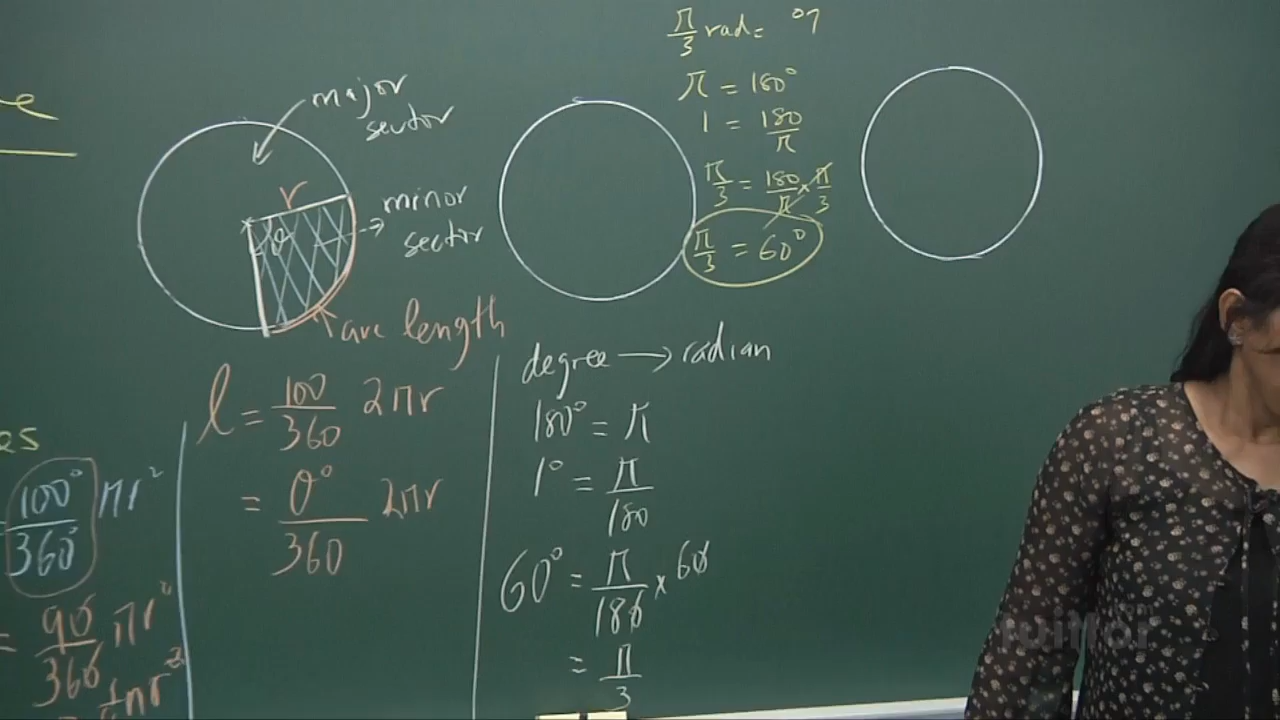 π/3 rad = °?
π = 180°
1 = 180/π
π/3 = 180/π × π/3
π/3 = 60°
major
sector
r
minor
sector
θ
arc length
l = 100/360 2πr
= θ°/360 2πr
es
100°/360° πr²
= 90/360 πr²
degree → radian
180° = π
1° = π/180
60° = π/180 × 60
= π/3